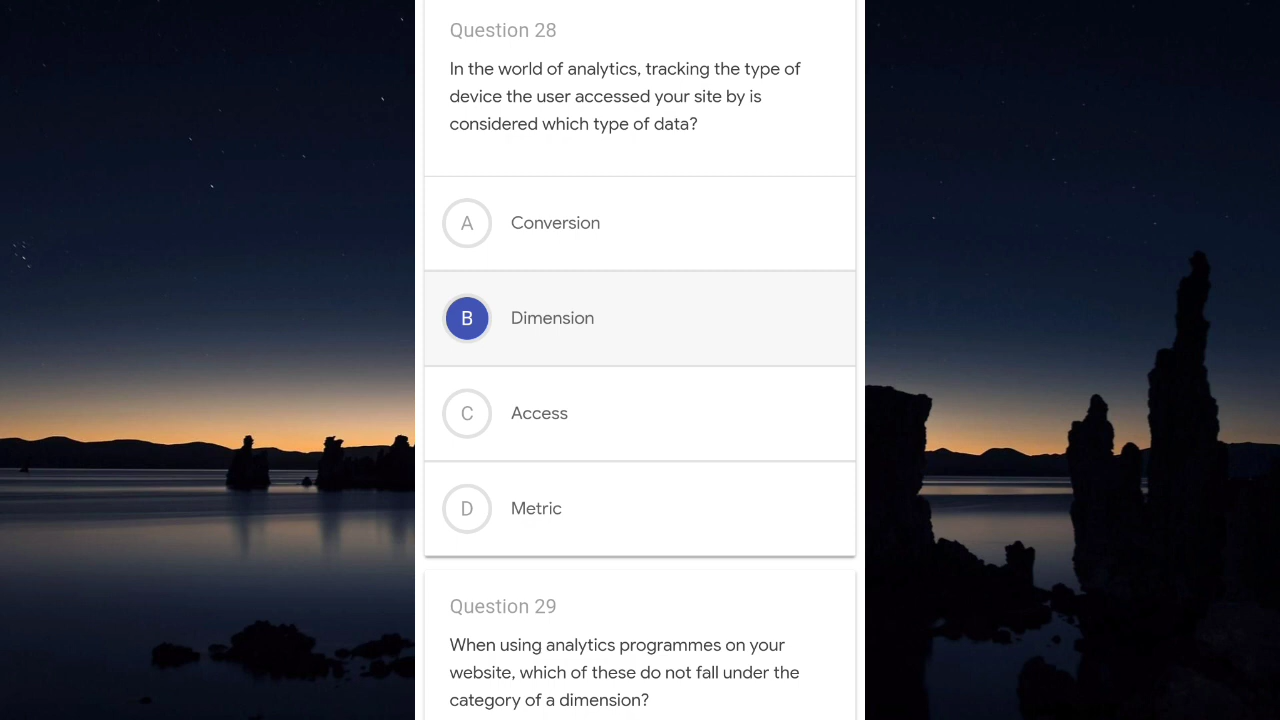 Question 28
In the world of analytics, tracking the type of
device the user accessed your site by is
considered which type of data?
A Conversion
B Dimension
C Access
D Metric
Question 29
When using analytics programmes on your
website, which of these do not fall under the
category of a dimension?